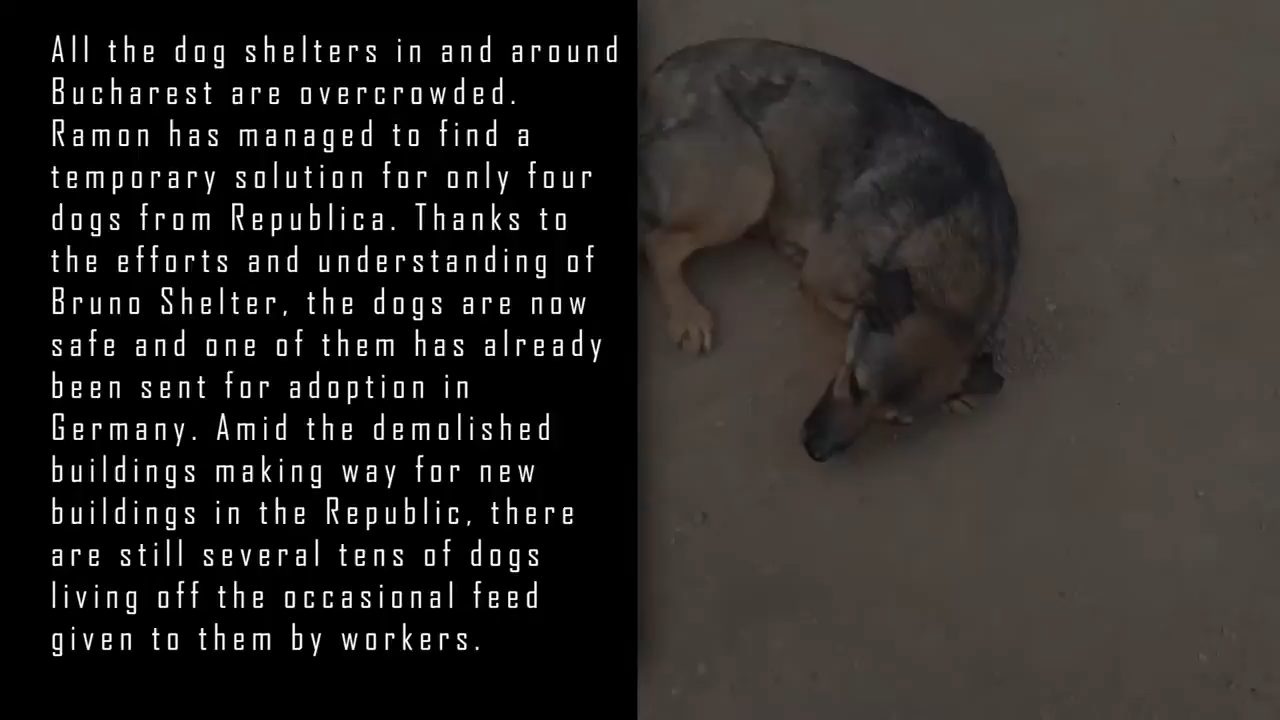 All the dog shelters in and around
Bucharest are overcrowded.
Ramon has managed to find a
temporary solution for only four
dogs from Republica. Thanks to
the efforts and understanding of
Bruno Shelter, the dogs are now
safe and one of them has already
been sent for adoption in
Germany. Amid the demolished
buildings making way for new
buildings in the Republic, there
are still several tens of dogs
living off the occasional feed
given to them by workers.